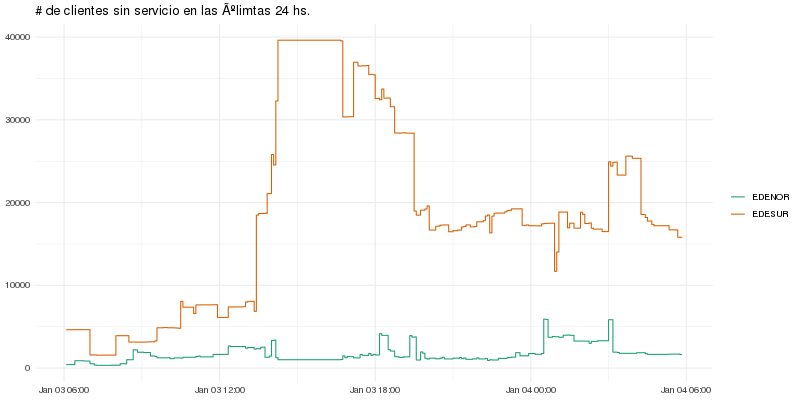 # de clientes sin servicio en las Ãºlimtas 24 hs.
40000
30000
20000
10000
0
Jan 03 06:00
Jan 03 12:00
Jan 03 18:00
Jan 04 00:00
Jan 04 06:00
EDENOR
EDESUR